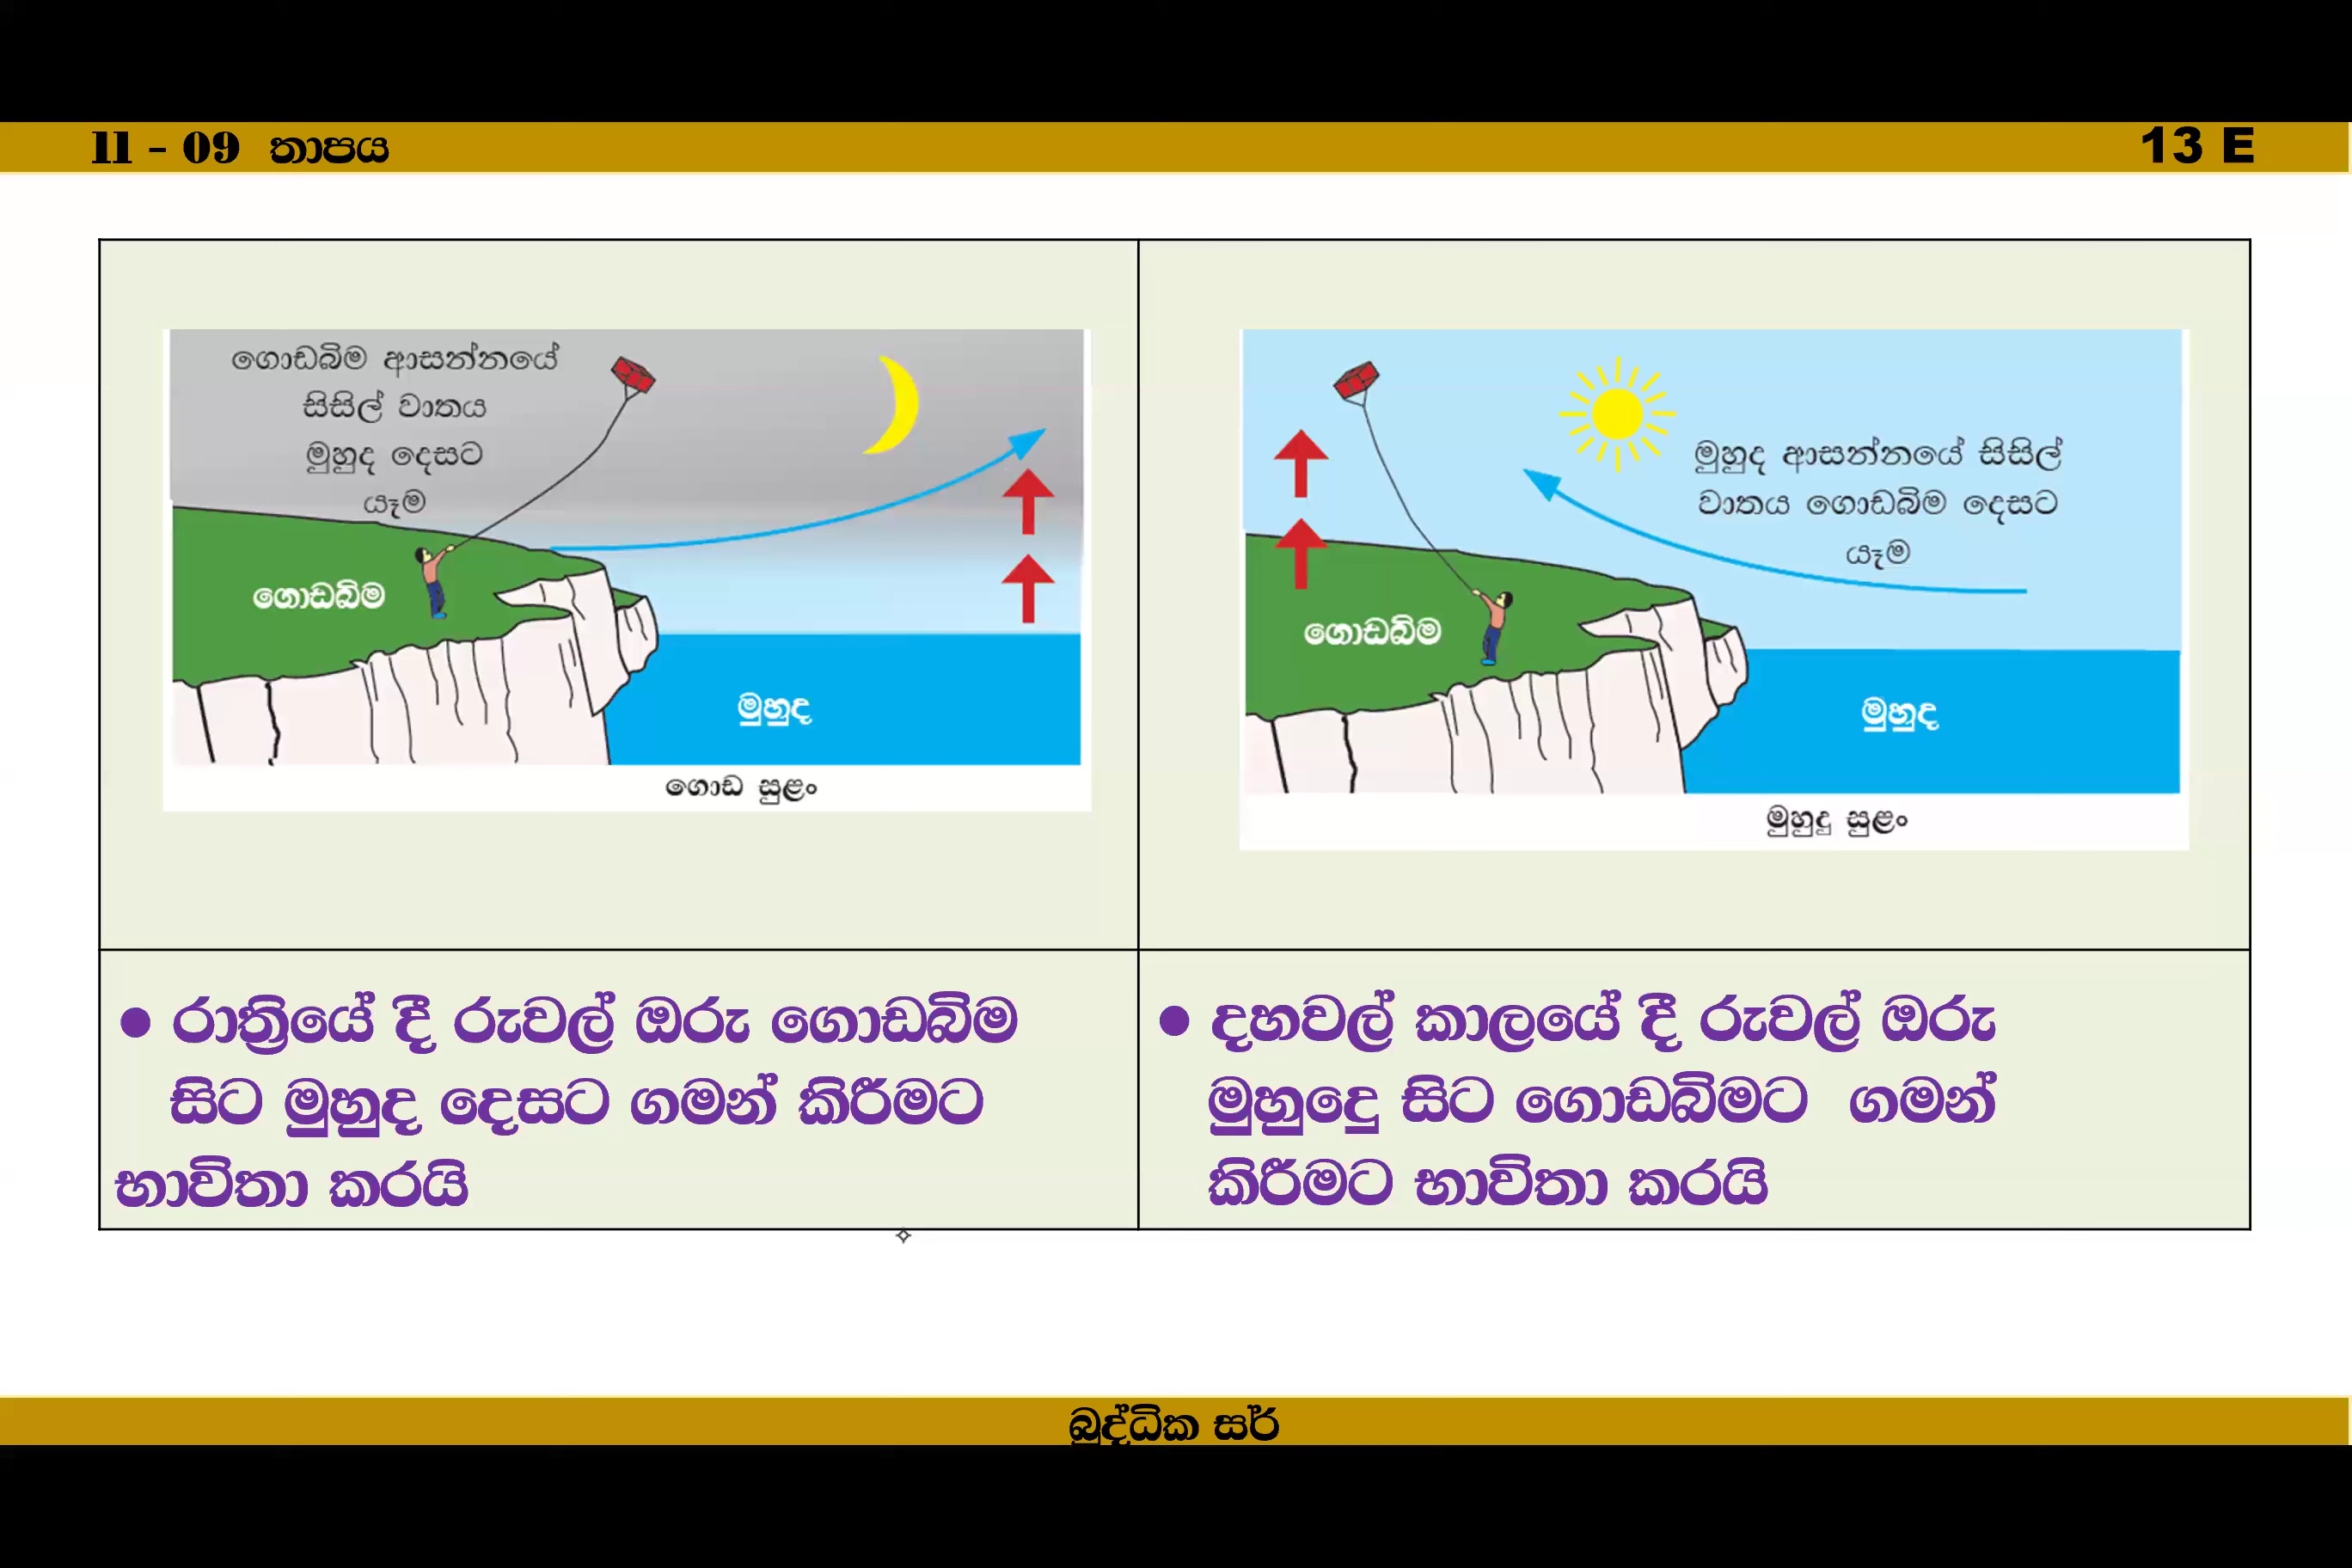 11 - 09 තාපය
13 E
ගොඩබිම ආසන්නයේ
සිසිල් වාතය
මුහුද දෙසට
යෑම
ගොඩබිම
මුහුද
ගොඩ සුළං
මුහුද ආසන්නයේ සිසිල්
වාතය ගොඩබිම දෙසට
යෑම
ගොඩබිම
මුහුද
මුහුදු සුළං
● රාත්‍රියේ දී රුවල් ඔරු ගොඩබිම
සිට මුහුද දෙසට ගමන් කිරීමට
භාවිතා කරයි
● දහවල් කාලයේ දී රුවල් ඔරු
මුහුදෙු සිට ගොඩබිමට ගමන්
කිරීමට භාවිතා කරයි
බුද්ධික සර්